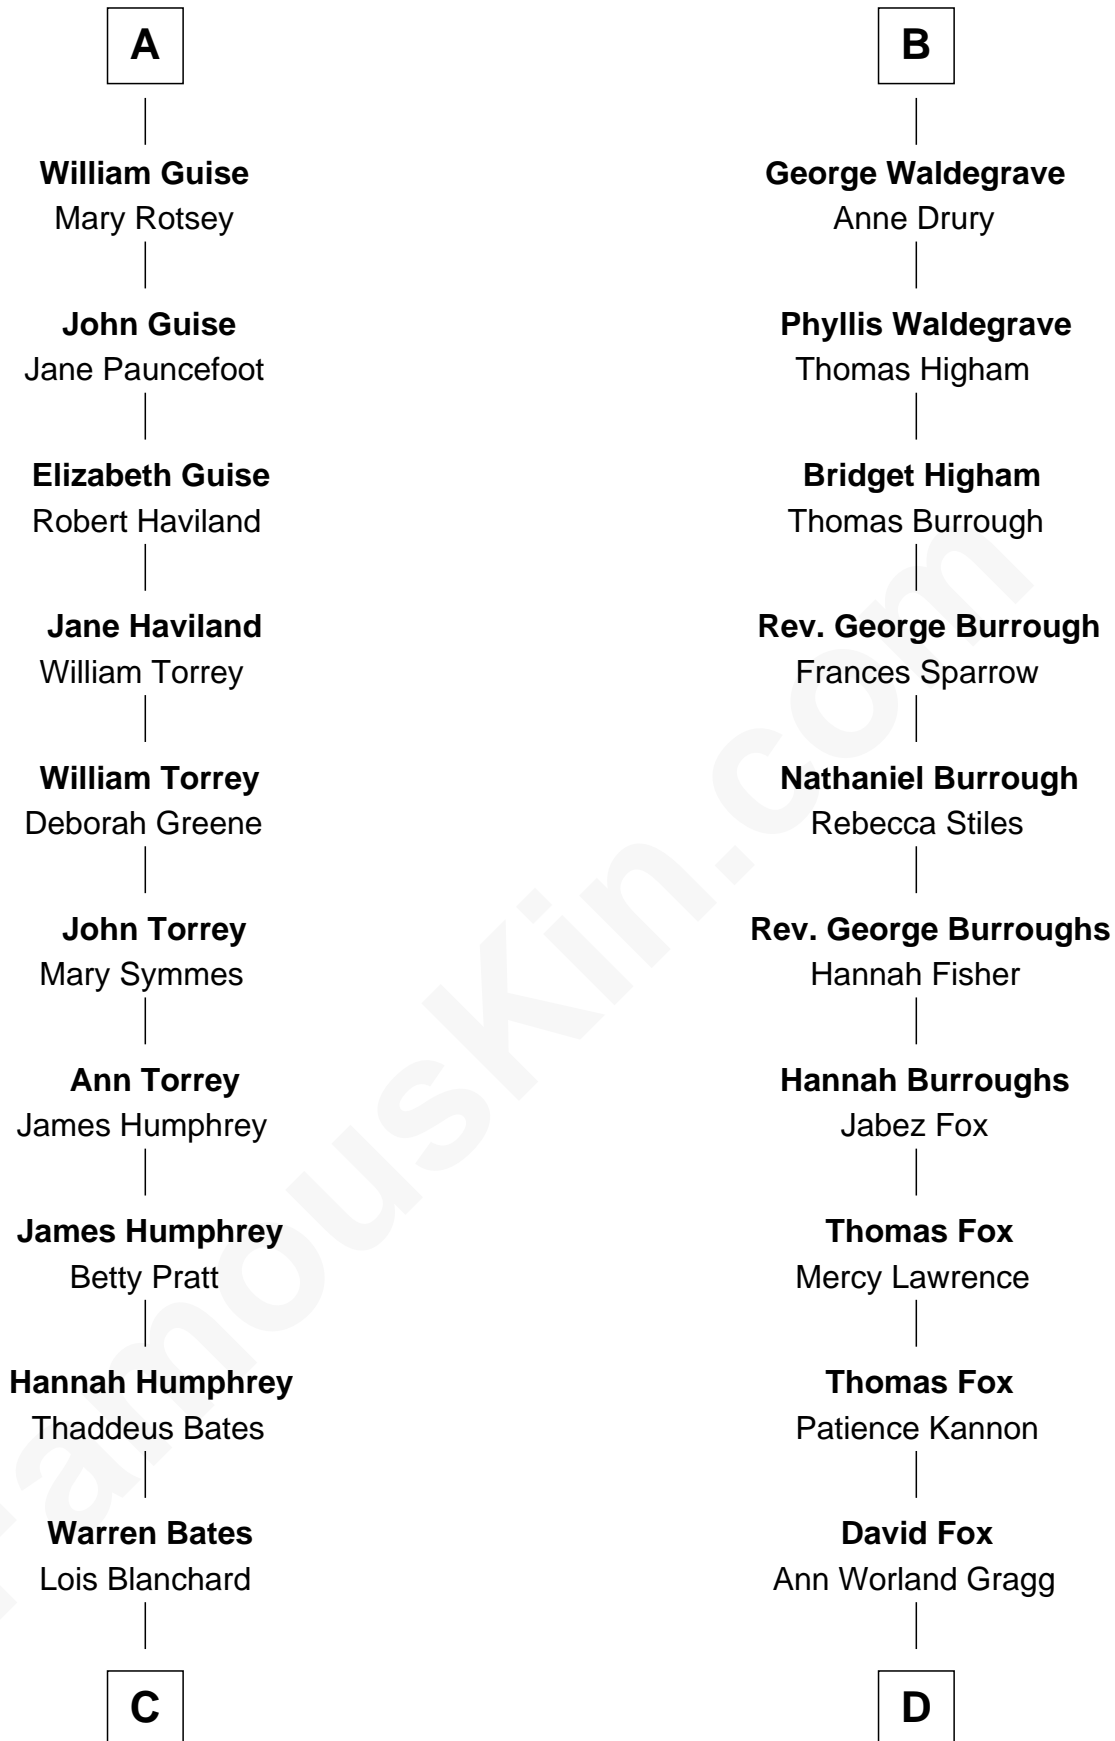 A
William Guise
Mary Rotsey
John Guise
Jane Pauncefoot
Elizabeth Guise
Robert Haviland
Jane Haviland
William Torrey
William Torrey
Deborah Greene
John Torrey
Mary Symmes
Ann Torrey
James Humphrey
James Humphrey
Betty Pratt
Hannah Humphrey
Thaddeus Bates
Warren Bates
Lois Blanchard
C
B
George Waldegrave
Anne Drury
Phyllis Waldegrave
Thomas Higham
Bridget Higham
Thomas Burrough
Rev. George Burrough
Frances Sparrow
Nathaniel Burrough
Rebecca Stiles
Rev. George Burroughs
Hannah Fisher
Hannah Burroughs
Jabez Fox
Thomas Fox
Mercy Lawrence
Thomas Fox
Patience Kannon
David Fox
Ann Worland Gragg
D
FamousKin.com